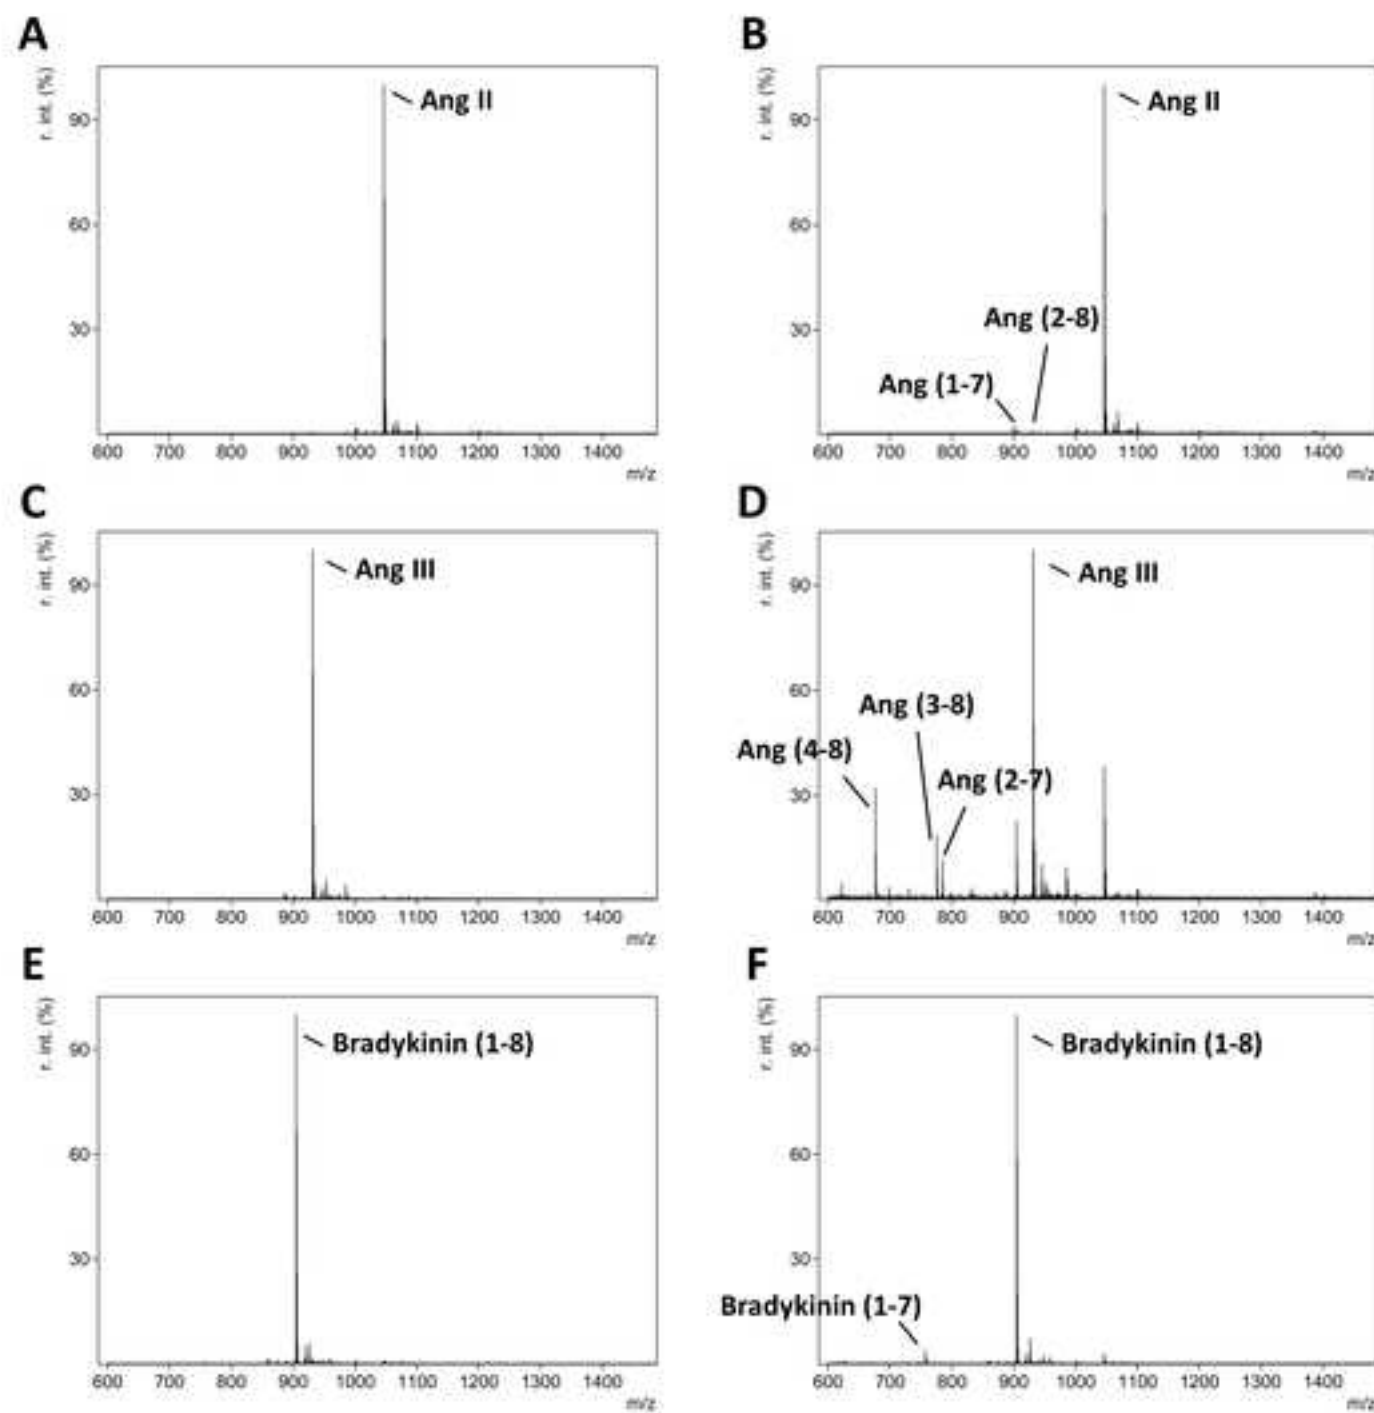 A
r. int. (%)
Ang II
90
60
30
600 700 800 900 1000 1100 1200 1300 1400
m/z
B
r. int. (%)
Ang II
90
60
Ang (2-8)
30
Ang (1-7)
600 700 800 900 1000 1100 1200 1300 1400
m/z
C
r. int. (%)
Ang III
90
60
30
600 700 800 900 1000 1100 1200 1300 1400
m/z
D
r. int. (%)
Ang III
90
60
Ang (3-8)
Ang (4-8)
Ang (2-7)
30
600 700 800 900 1000 1100 1200 1300 1400
m/z
E
r. int. (%)
Bradykinin (1-8)
90
60
30
600 700 800 900 1000 1100 1200 1300 1400
m/z
F
r. int. (%)
Bradykinin (1-8)
90
60
30
Bradykinin (1-7)
600 700 800 900 1000 1100 1200 1300 1400
m/z